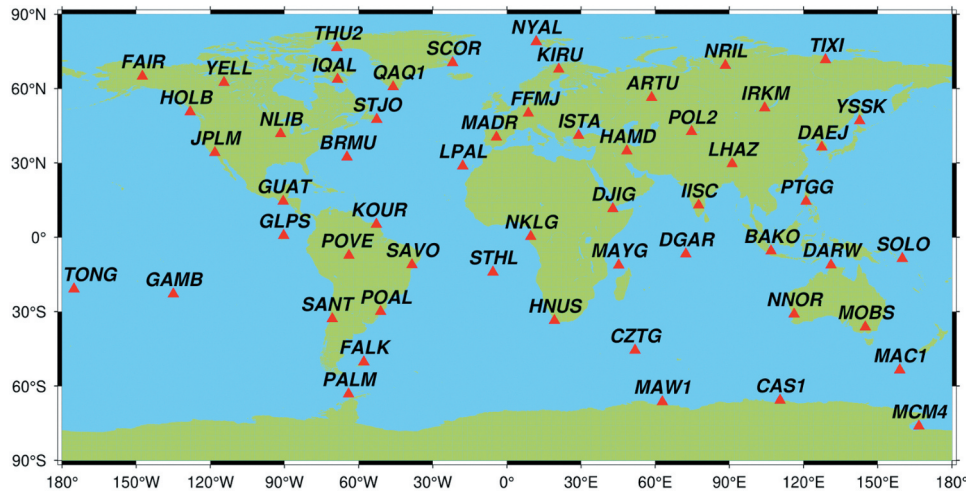 90°N
NYAL
THU2
SCOR
KIRU
NRIL
TIXI
FAIR
YELL
IQAL
QAQ1
ARTU
IRKM
60°N
HOLB
STJO
FFMJ
YSSK
NLIB
MADR
ISTA
POL2
DAEJ
JPLM
BRMU
HAMD
LHAZ
30°N
LPAL
GUAT
DJIG
IISC
PTGG
GLPS
KOUR
NKLG
0°
POVE
SAVO
STHL
MAYG
DGAR
BAKO
DARW
SOLO
TONG
GAMB
SANT
POAL
HNUS
NNOR
MOBS
30°S
FALK
CZTG
MAC1
60°S
PALM
MAW1
CAS1
MCM4
90°S
180° 150°W 120°W 90°W 60°W 30°W 0° 30°E 60°E 90°E 120°E 150°E 180°